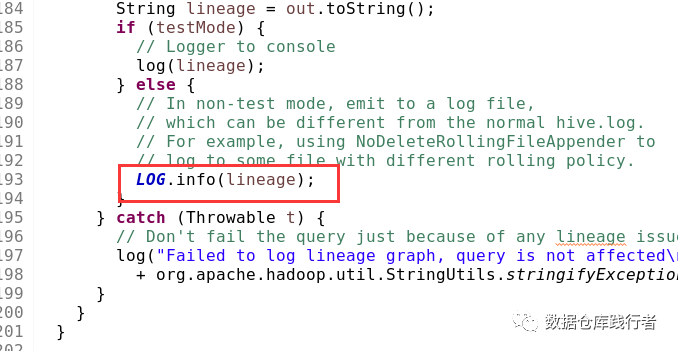 184 String lineage = out.toString();
185 if (testMode) {
186 // Logger to console
187 log(lineage);
188 } else {
189 // In non-test mode, emit to a log file,
190 // which can be different from the normal hive.log.
191 // For example, using NoDeleteRollingFileAppender to
192 // log to some file with different rolling policy.
193 LOG.info(lineage);
194 }
195 } catch (Throwable t) {
196 // Don't fail the query just because of any lineage issu
197 log("Failed to log lineage graph, query is not affected\
198 + org.apache.hadoop.util.StringUtils.stringifyException
199 }
200 }
201 }
202
数据仓库践行者